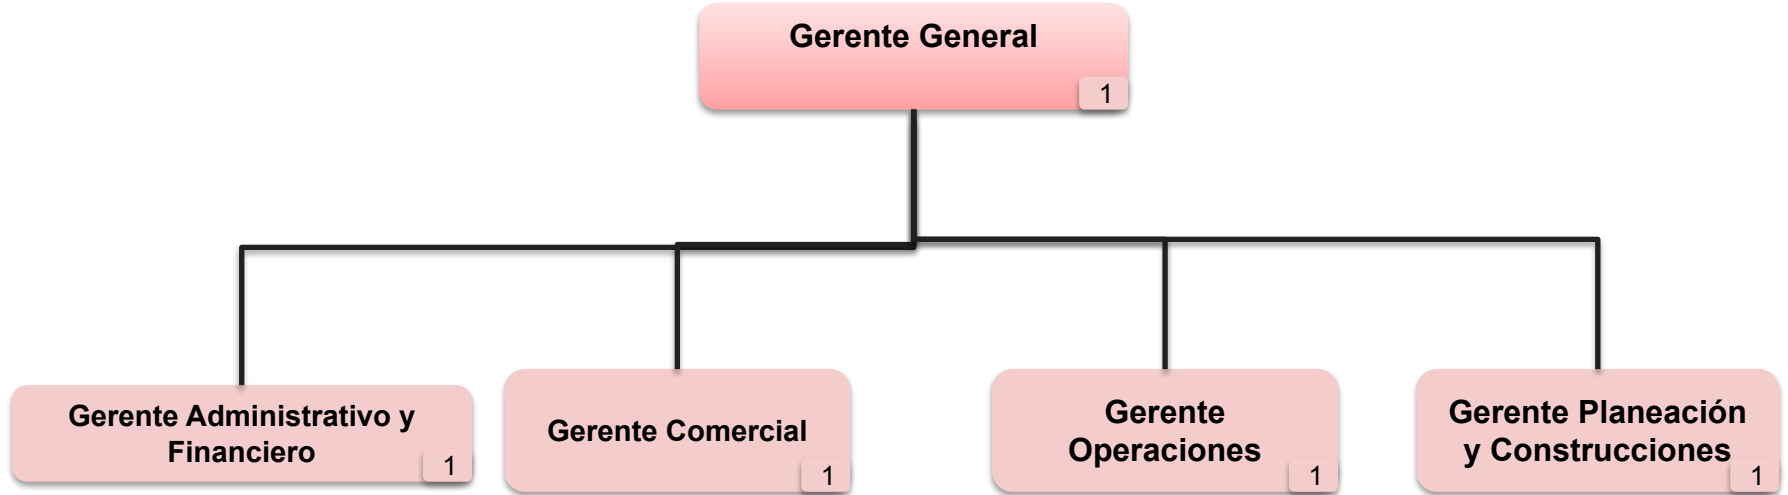 Gerente General
1
Gerente Administrativo y
Financiero
1
Gerente Comercial
1
Gerente
Operaciones
1
Gerente Planeación
y Construcciones
1